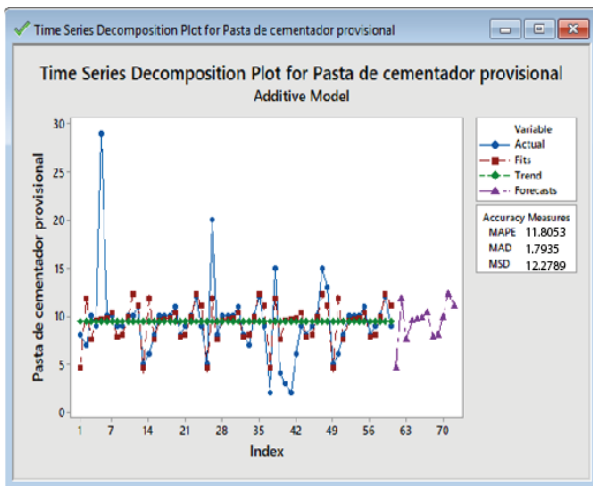 Time Series Decomposition Plot for Pasta de cementador provisional
Time Series Decomposition Plot for Pasta de cementador provisional
Additive Model
Pasta de cementador provisional
30
25
20
15
10
5
0
1 7 14 21 28 35 42 49 56 63 70
Index
Variable
Actual
Fits
Trend
Forecasts
Accuracy Measures
MAPE 11.8053
MAD 1.7935
MSD 12.2789